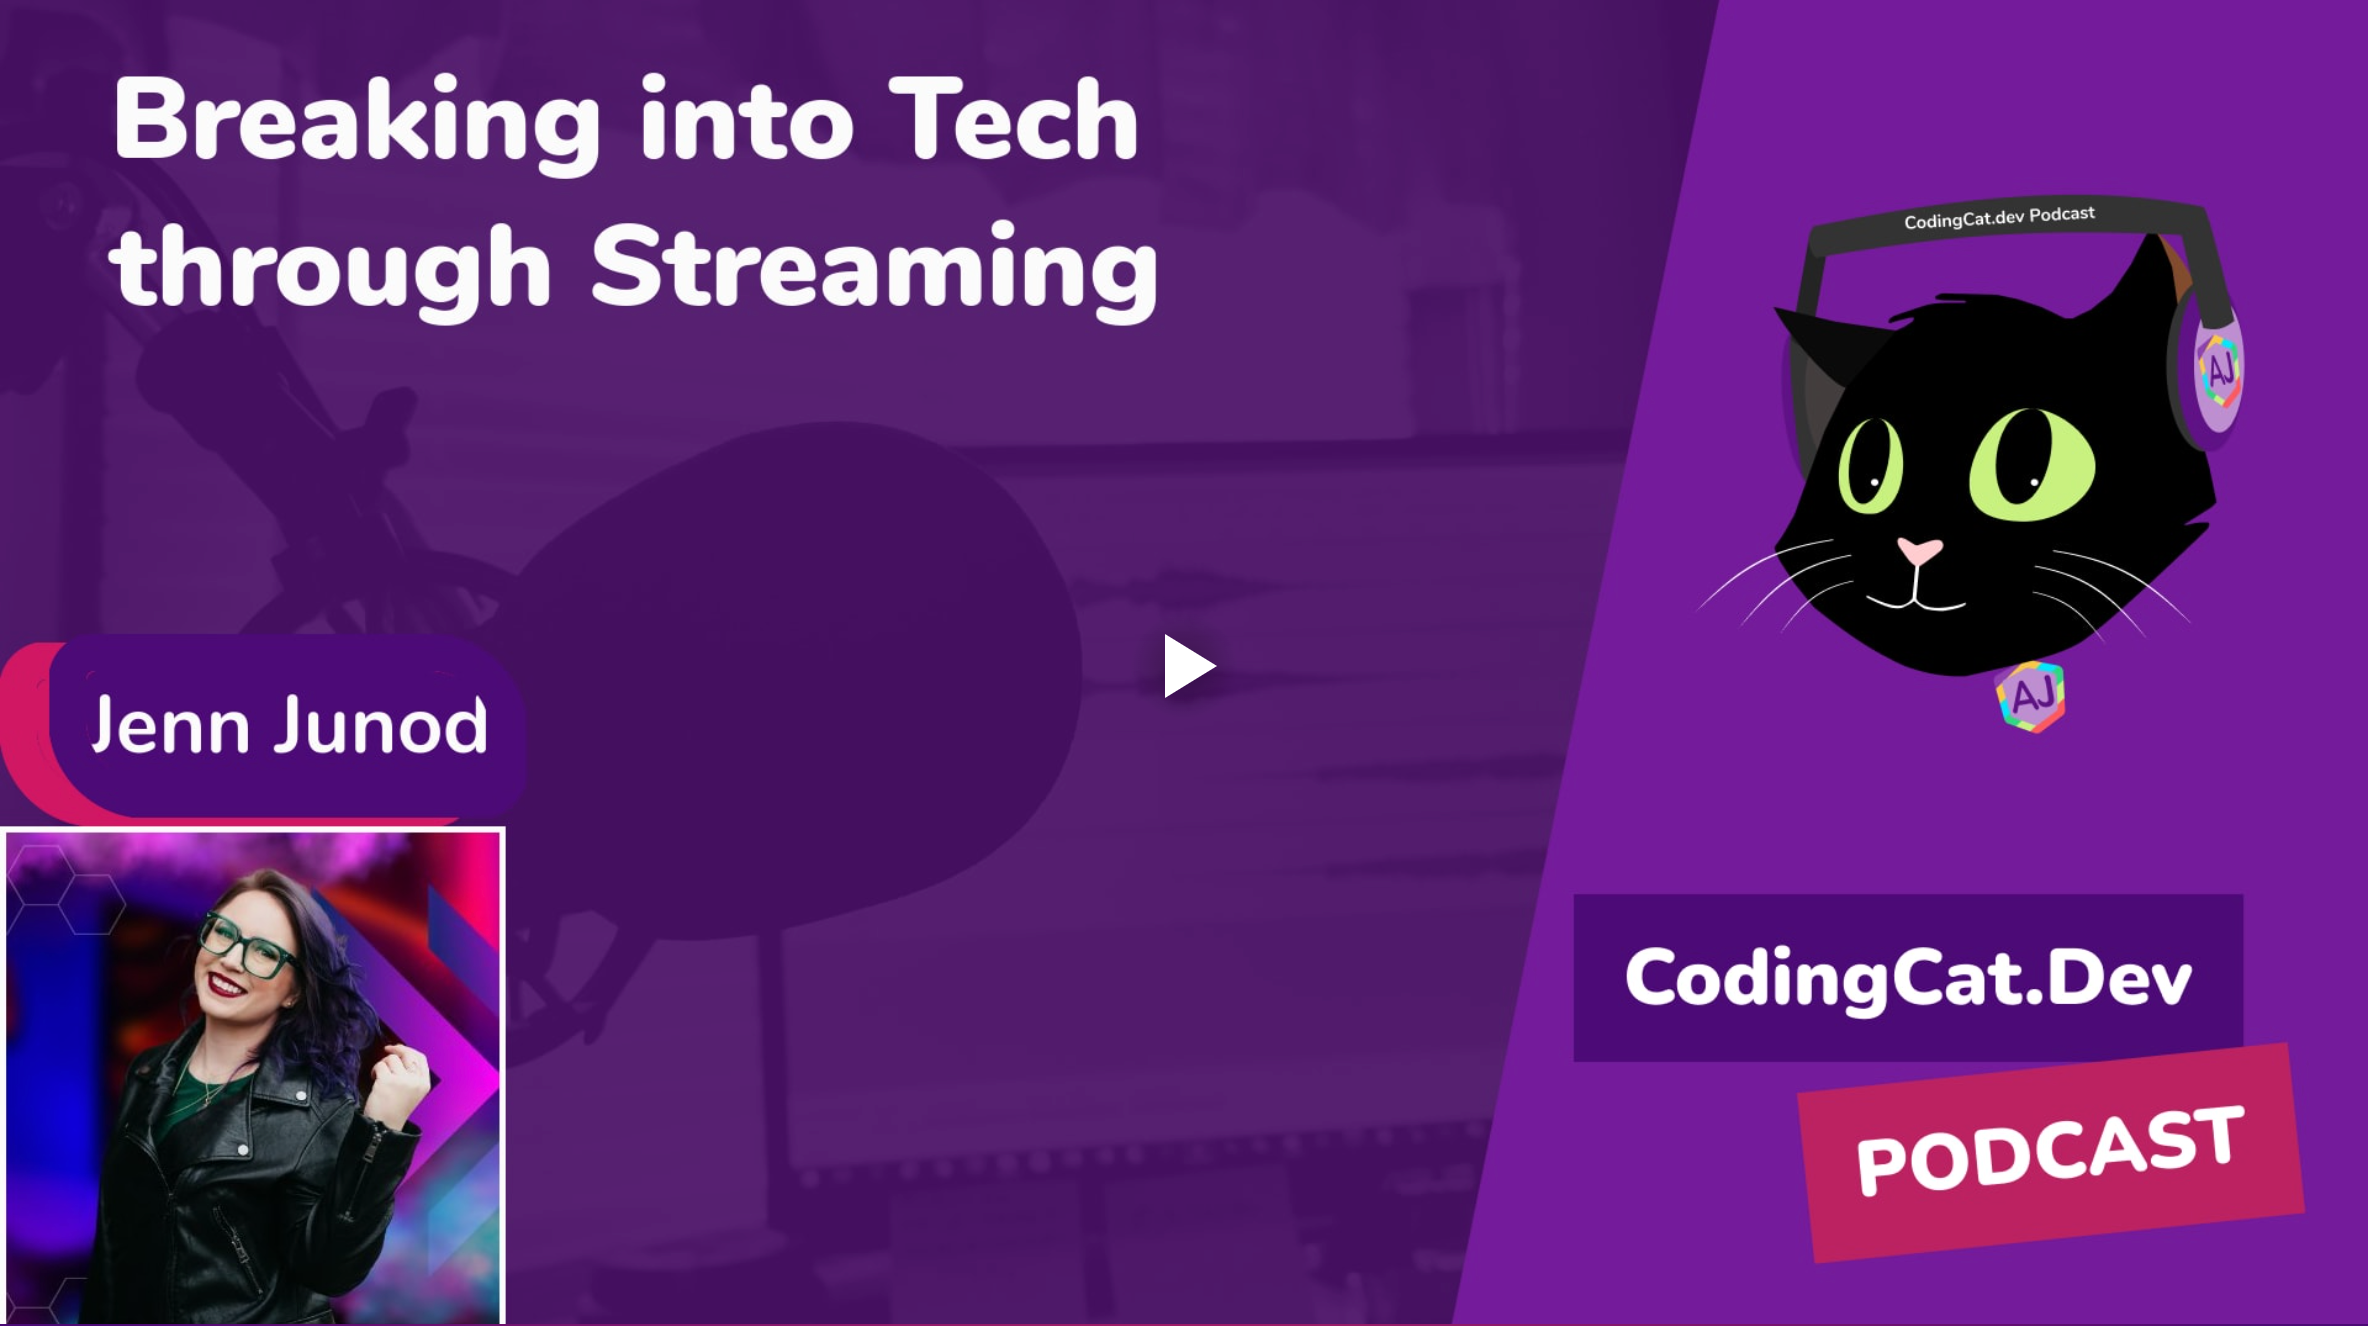 Breaking into Tech
through Streaming
CodingCat.dev Podcast
AJ
AJ
Jenn Junod
CodingCat.Dev
PODCAST